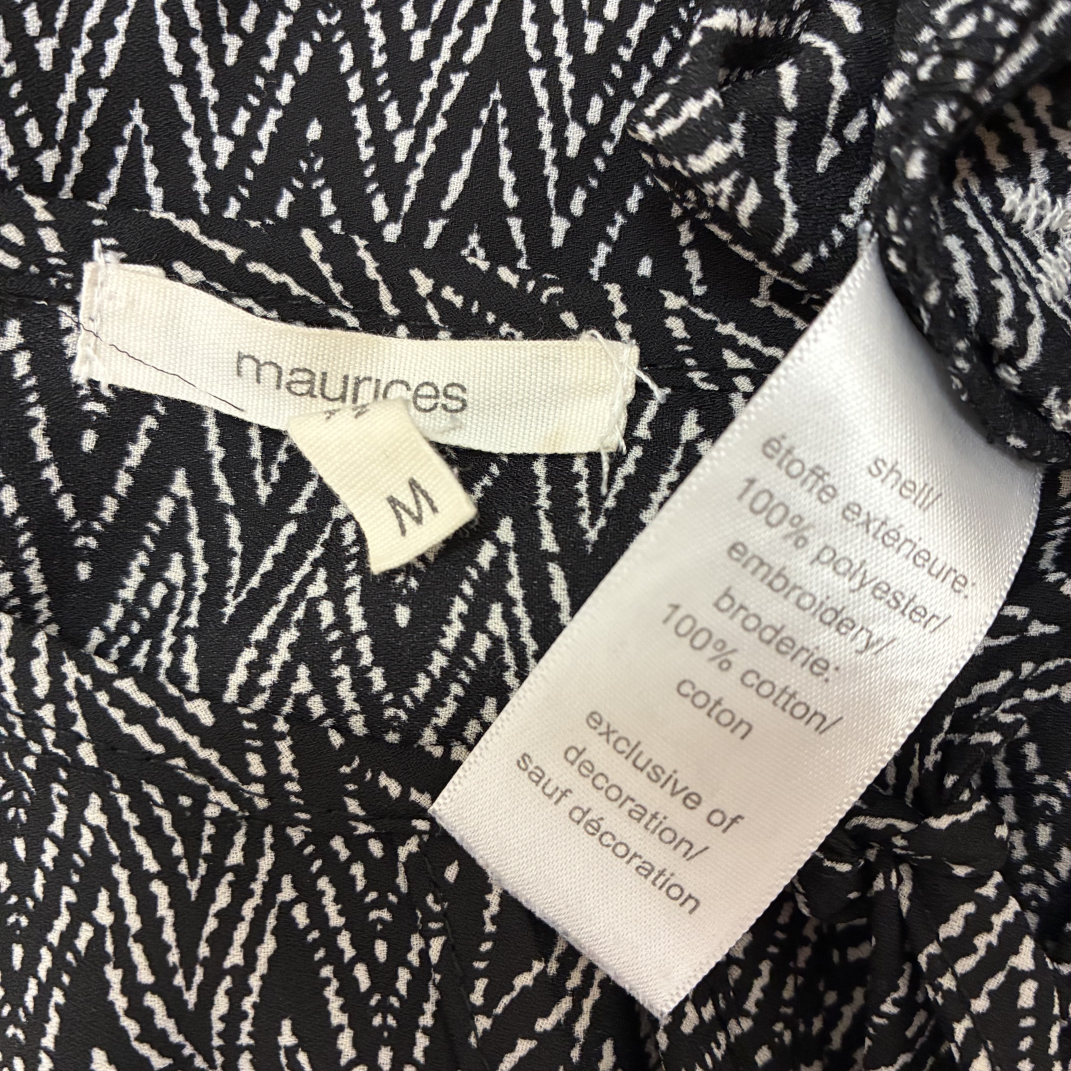 maurices
M
shell/
étoffe extérieure:
100% polyester/
embroidery/
broderie:
100% cotton/
coton
exclusive of
decoration/
sauf décoration